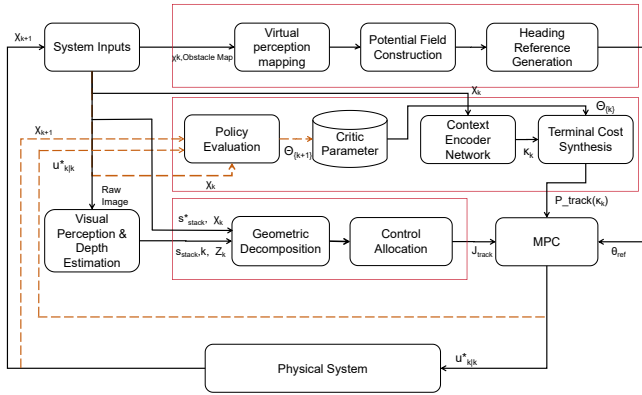 χk+1
System Inputs
χk,Obstacle Map
Virtual
perception
mapping
Potential Field
Construction
Heading
Reference
Generation
χk
Θ{k}
χk+1
Policy
Evaluation
Θ{k+1}
Critic
Parameter
Context
Encoder
Network
κk
Terminal Cost
Synthesis
u*k|k
χk
Raw
Image
P_track(κk)
Visual
Perception &
Depth
Estimation
s*stack, χk
sstack,k, Zk
Geometric
Decomposition
Control
Allocation
Jtrack
MPC
θref
Physical System
u*k|k